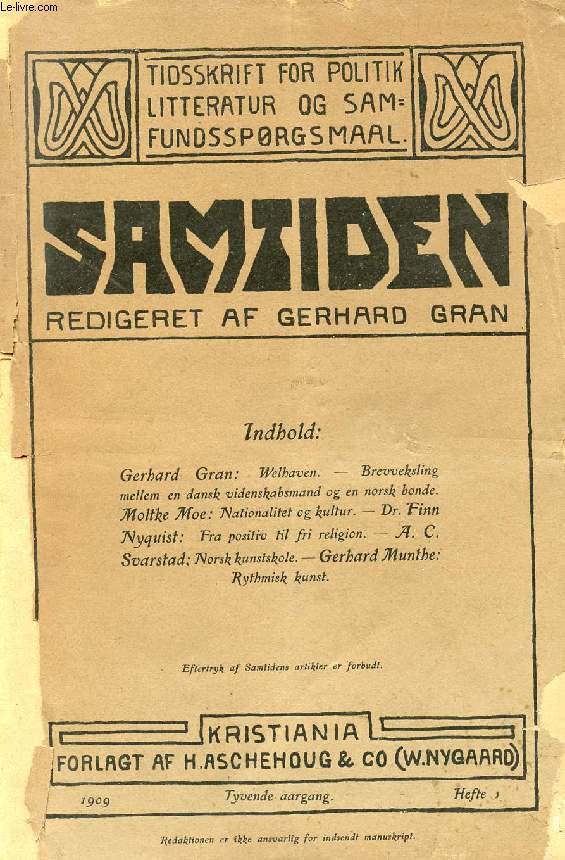 Le-livre.com
TIDSSKRIFT FOR POLITIK
LITTERATUR OG SAM=
FUNDSSPØRGSMAAL.
SAMTIDEN
REDIGERET AF GERHARD GRAN
Indhold:
Gerhard Gran: Welhaven. — Brevveksling
mellem en dansk videnskabsmand og en norsk bonde.
Moltke Moe: Nationalitet og kultur. — Dr. Finn
Nyquist: Fra positiv til fri religion. — A. C.
Svarstad: Norsk kunstskole. — Gerhard Munthe:
Rythmisk kunst.
Eftertryk af Samtidens artikler er forbudt.
KRISTIANIA
FORLAGT AF H. ASCHEHOUG & CO (W. NYGAARD)
1909 Tyvende aargang. Hefte 1
Redaktionen er ikke ansvarlig for indsendt manuskript.